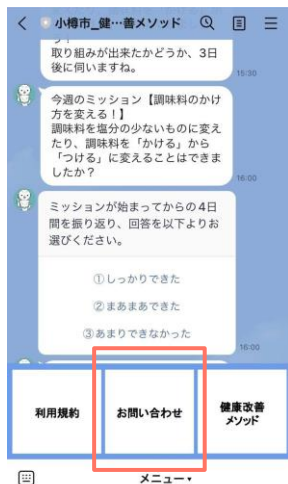 小樽市_健…善メソッド
取り組みが出来たかどうか、3日
後に伺いますね。
15:30
今週のミッション【調味料のかけ
方を変える！】
調味料を塩分の少ないものに変え
たり、調味料を「かける」から
「つける」に変えることはできま
したか？
16:00
ミッションが始まってからの4日
間を振り返り、回答を以下よりお
選びください。
①しっかりできた
②まあまあできた
③あまりできなかった
16:00
利用規約
お問い合わせ
健康改善
メソッド
メニュー▾